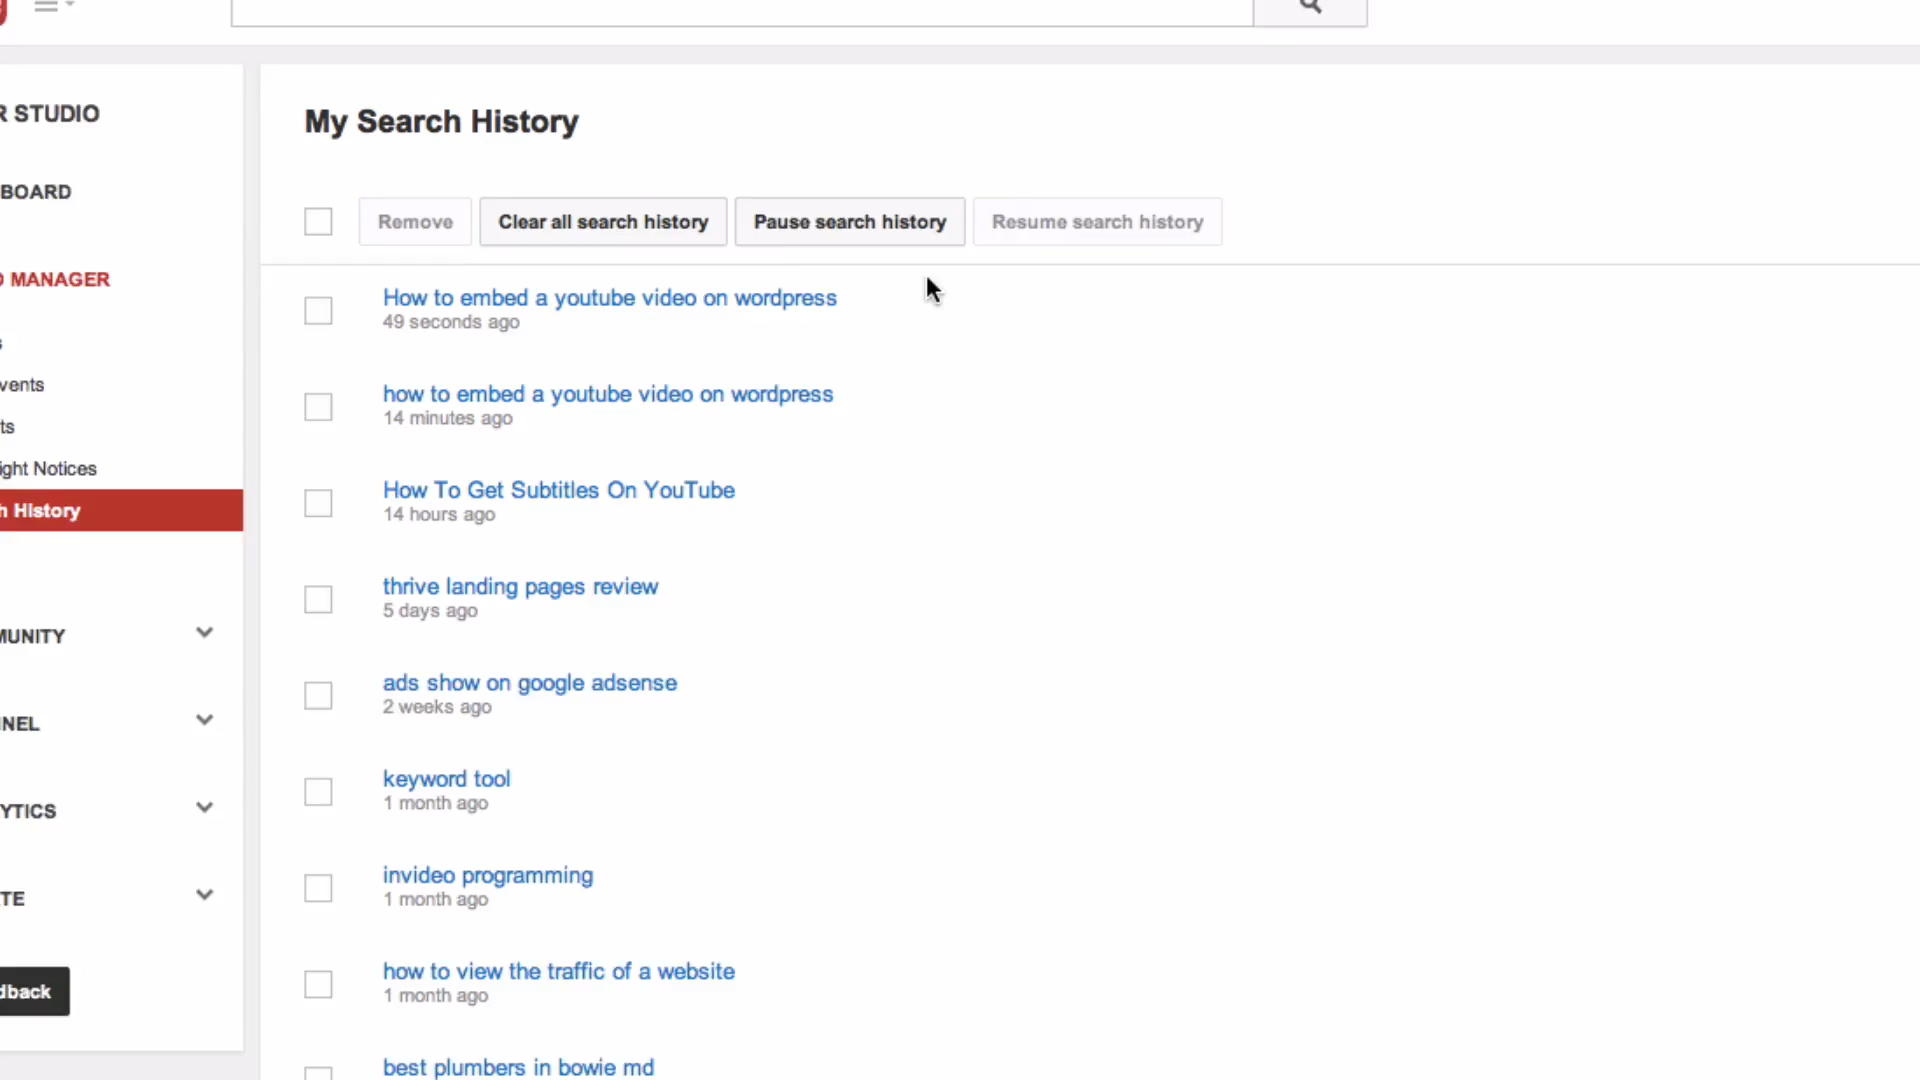 R STUDIO
BOARD
MANAGER
vents
ts
ight Notices
h History
MUNITY
NEL
YTICS
TE
dback
My Search History
Remove
Clear all search history
Pause search history
Resume search history
How to embed a youtube video on wordpress
49 seconds ago
how to embed a youtube video on wordpress
14 minutes ago
How To Get Subtitles On YouTube
14 hours ago
thrive landing pages review
5 days ago
ads show on google adsense
2 weeks ago
keyword tool
1 month ago
invideo programming
1 month ago
how to view the traffic of a website
1 month ago
best plumbers in bowie md